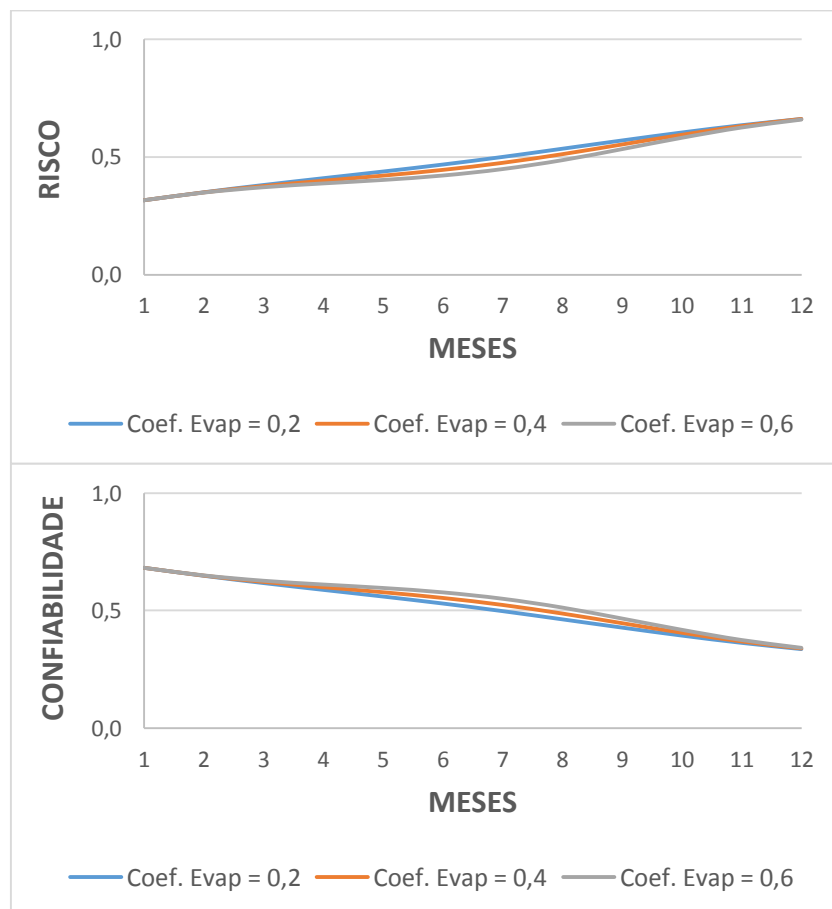 1,0
RISCO
0,5
0,0
1 2 3 4 5 6 7 8 9 10 11 12
MESES
Coef. Evap = 0,2 Coef. Evap = 0,4 Coef. Evap = 0,6
1,0
CONFIABILIDADE
0,5
0,0
1 2 3 4 5 6 7 8 9 10 11 12
MESES
Coef. Evap = 0,2 Coef. Evap = 0,4 Coef. Evap = 0,6